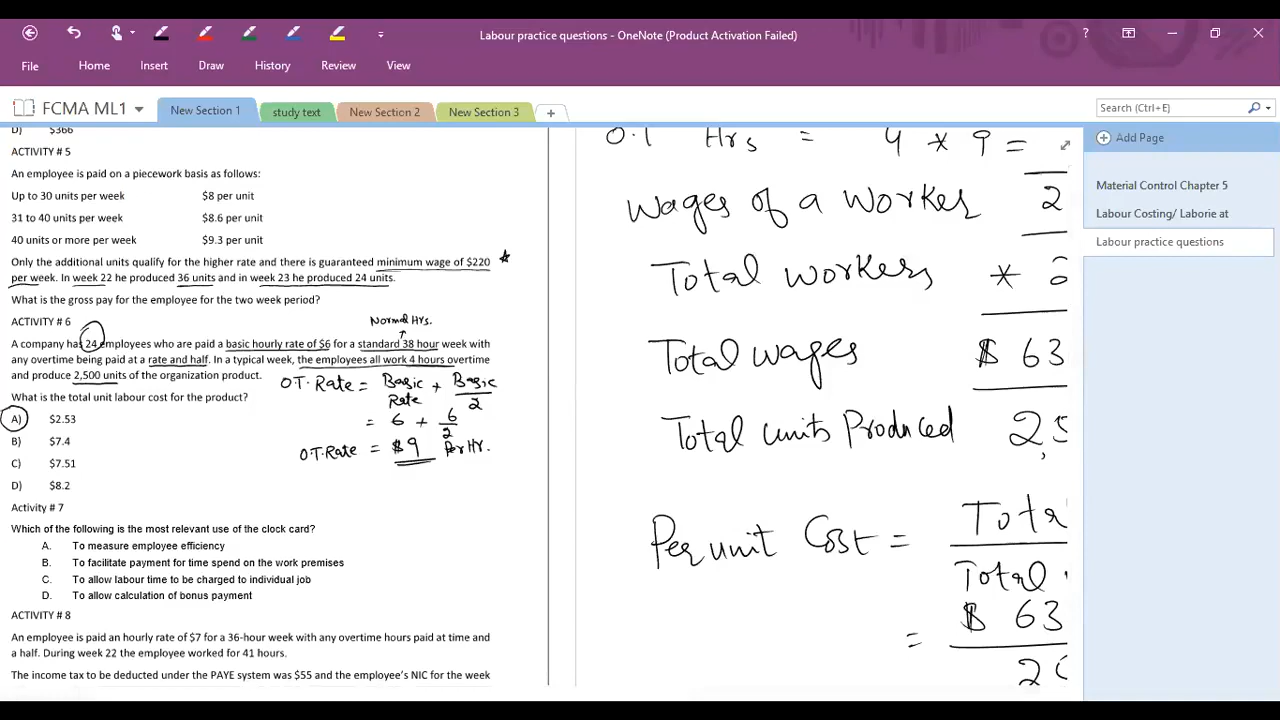 Labour practice questions - OneNote (Product Activation Failed)
File Home Insert Draw History Review View
FCMA ML1 New Section 1 study text New Section 2 New Section 3
Search (Ctrl+E)
Add Page
Material Control Chapter 5
Labour Costing/ Laborie at
Labour practice questions
D) $366
ACTIVITY # 5
An employee is paid on a piecework basis as follows:
Up to 30 units per week $8 per unit
31 to 40 units per week $8.6 per unit
40 units or more per week $9.3 per unit
Only the additional units qualify for the higher rate and there is guaranteed minimum wage of $220
per week. In week 22 he produced 36 units and in week 23 he produced 24 units.
What is the gross pay for the employee for the two week period?
ACTIVITY # 6
Normal Hrs.
A company has 24 employees who are paid a basic hourly rate of $6 for a standard 38 hour week with
any overtime being paid at a rate and half. In a typical week, the employees all work 4 hours overtime
and produce 2,500 units of the organization product.
What is the total unit labour cost for the product?
O.T. Rate = Basic Rate + Basic / 2
= 6 + 6/2
O.T. Rate = $9 Per Hr.
A) $2.53
B) $7.4
C) $7.51
D) $8.2
Activity # 7
Which of the following is the most relevant use of the clock card?
A. To measure employee efficiency
B. To facilitate payment for time spend on the work premises
C. To allow labour time to be charged to individual job
D. To allow calculation of bonus payment
ACTIVITY # 8
An employee is paid an hourly rate of $7 for a 36-hour week with any overtime hours paid at time and
a half. During week 22 the employee worked for 41 hours.
The income tax to be deducted under the PAYE system was $55 and the employee's NIC for the week
Hrs = 4 * 9 =
Wages of a Worker 2
Total Workers *
Total wages $ 63
Total units Produced 2,5
Per unit Cost = Total
Total
= $ 63
2